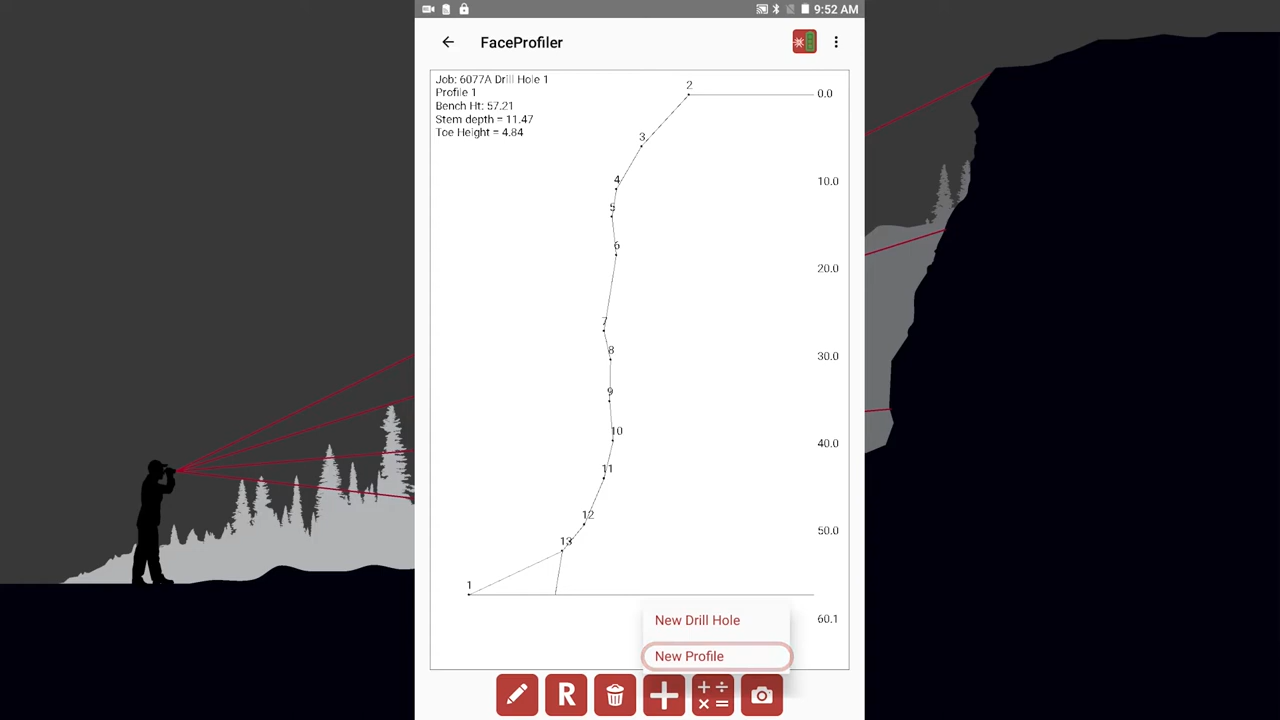 9:52 AM
FaceProfiler
Job: 6077A Drill Hole 1
Profile 1
Bench Ht: 57.21
Stem depth = 11.47
Toe Height = 4.84
2
0.0
3
10.0
4
5
6
20.0
7
8
30.0
9
10
40.0
11
12
50.0
13
1
60.1
New Drill Hole
New Profile
R